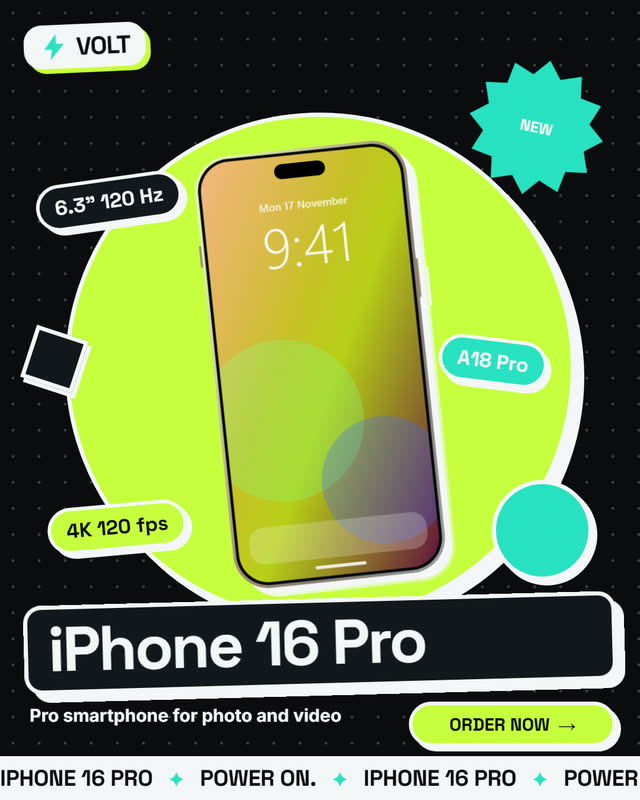 VOLT
NEW
6.3” 120 Hz
Mon 17 November
9:41
A18 Pro
4K 120 fps
iPhone 16 Pro
Pro smartphone for photo and video
ORDER NOW →
IPHONE 16 PRO ✦ POWER ON. ✦ IPHONE 16 PRO ✦ POWER